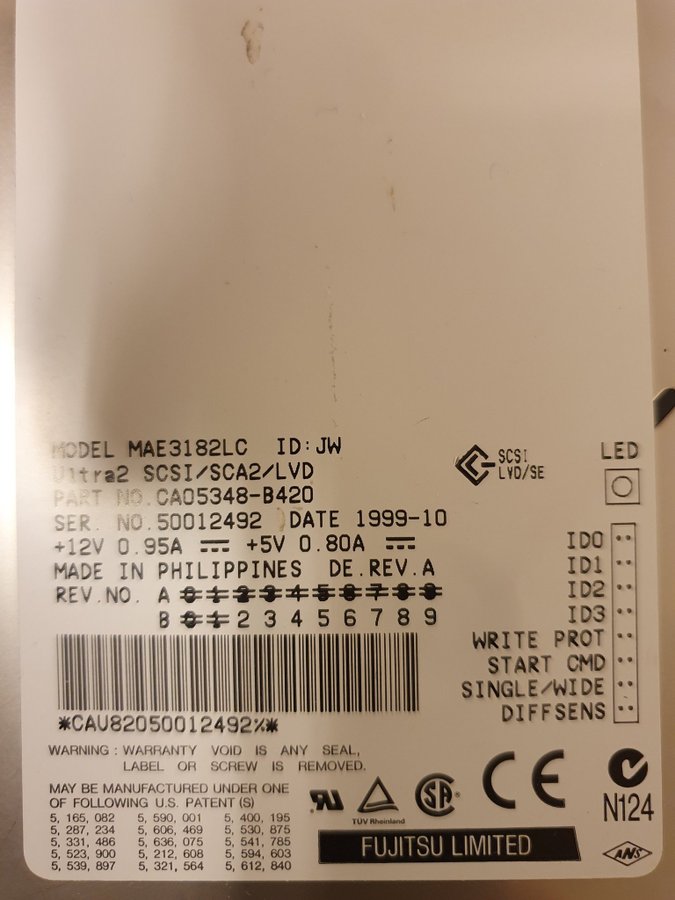 MODEL MAE3182LC ID:JW
Ultra2 SCSI/SCA2/LVD
PART NO.CA05348-B420
SER. NO.50012492 DATE 1999-10
+12V 0.95A +5V 0.80A
MADE IN PHILIPPINES DE.REV.A
REV.NO. A 0 1 2 3 4 5 6 7 8 9
B 0 1 2 3 4 5 6 7 8 9
*CAU82050012492%*
SCSI
LVD/SE
LED
ID0
ID1
ID2
ID3
WRITE PROT
START CMD
SINGLE/WIDE
DIFFSENS
WARNING : WARRANTY VOID IS ANY SEAL,
LABEL OR SCREW IS REMOVED.
MAY BE MANUFACTURED UNDER ONE
OF FOLLOWING U.S. PATENT (S)
5, 165, 082 5, 590, 001 5, 400, 195
5, 287, 234 5, 606, 469 5, 530, 875
5, 331, 486 5, 636, 075 5, 541, 785
5, 523, 900 5, 212, 608 5, 594, 603
5, 539, 897 5, 321, 564 5, 612, 840
TÜV Rheinland
SA
CE
N124
FUJITSU LIMITED
ANS